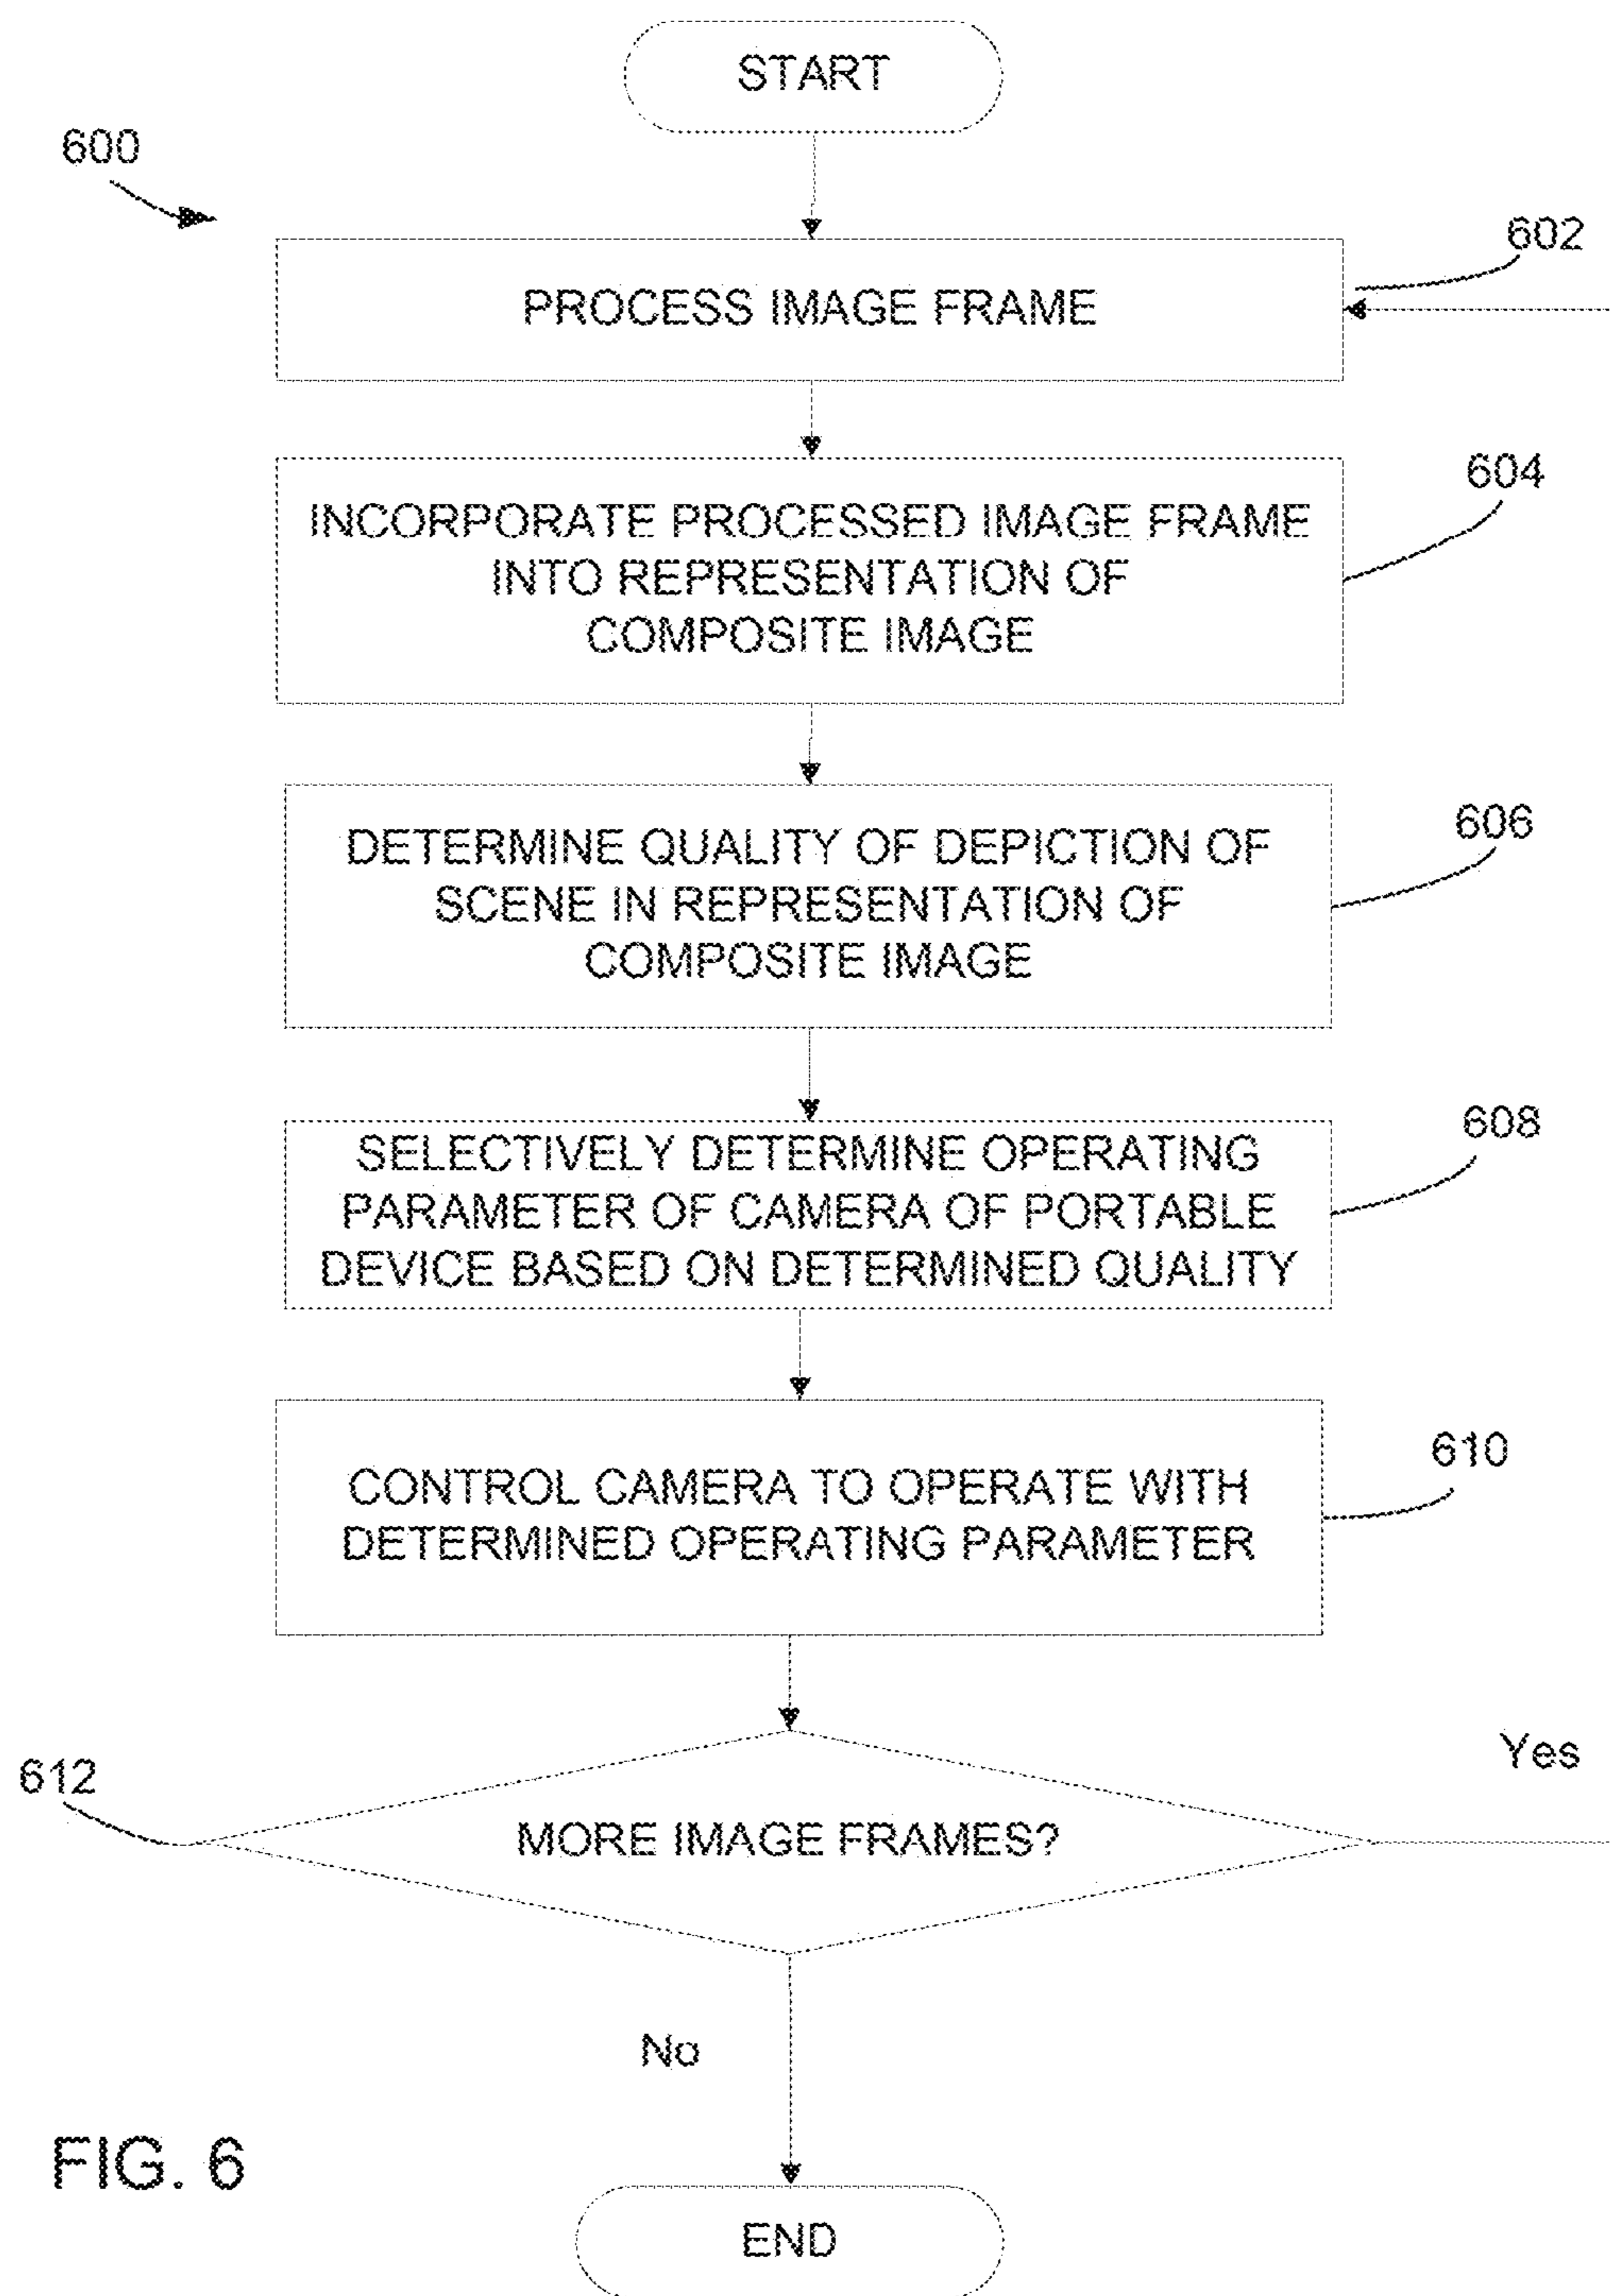 START
600
602
PROCESS IMAGE FRAME
604
INCORPORATE PROCESSED IMAGE FRAME
INTO REPRESENTATION OF
COMPOSITE IMAGE
606
DETERMINE QUALITY OF DEPICTION OF
SCENE IN REPRESENTATION OF
COMPOSITE IMAGE
608
SELECTIVELY DETERMINE OPERATING
PARAMETER OF CAMERA OF PORTABLE
DEVICE BASED ON DETERMINED QUALITY
610
CONTROL CAMERA TO OPERATE WITH
DETERMINED OPERATING PARAMETER
Yes
612
MORE IMAGE FRAMES?
No
FIG. 6
END